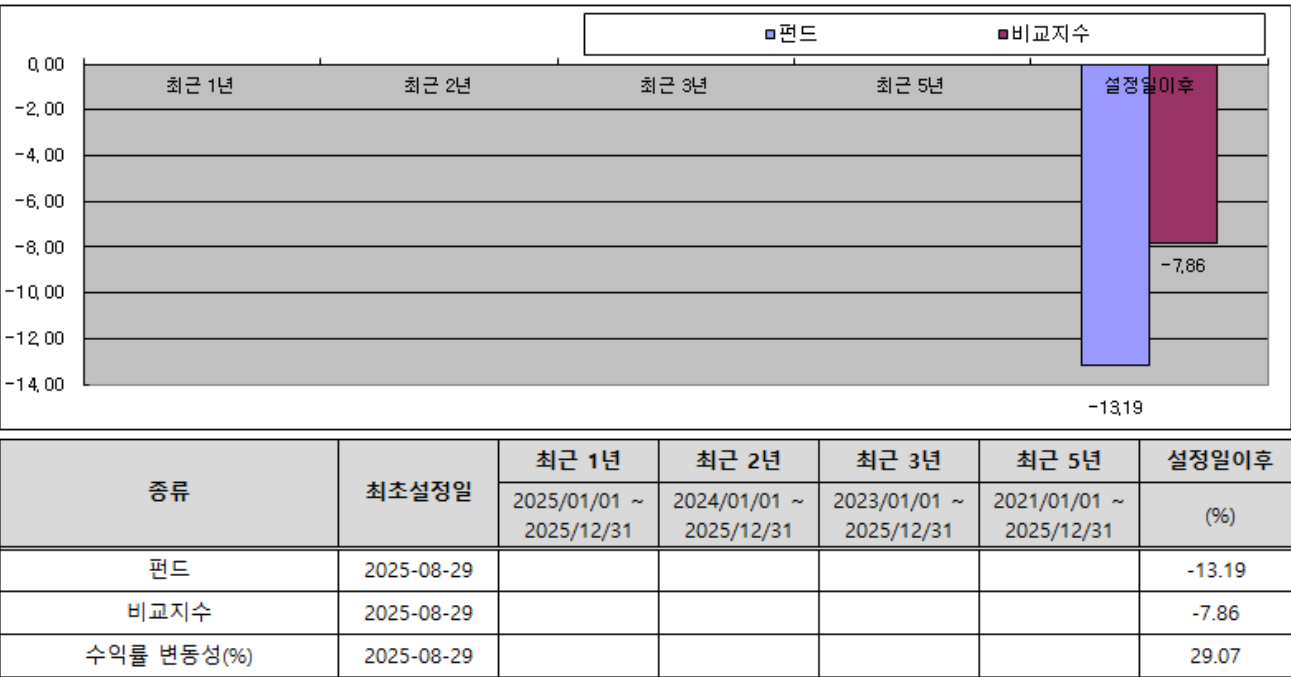 펀드 비교지수
0,00
최근 1년 최근 2년 최근 3년 최근 5년 설정일이후
-2,00
-4,00
-6,00
-8,00
-7,86
-10,00
-12,00
-14,00
-13,19
종류 최초설정일 최근 1년 최근 2년 최근 3년 최근 5년 설정일이후
2025/01/01 ~ 2024/01/01 ~ 2023/01/01 ~ 2021/01/01 ~ (%)
2025/12/31 2025/12/31 2025/12/31 2025/12/31
펀드 2025-08-29 -13.19
비교지수 2025-08-29 -7.86
수익률 변동성(%) 2025-08-29 29.07